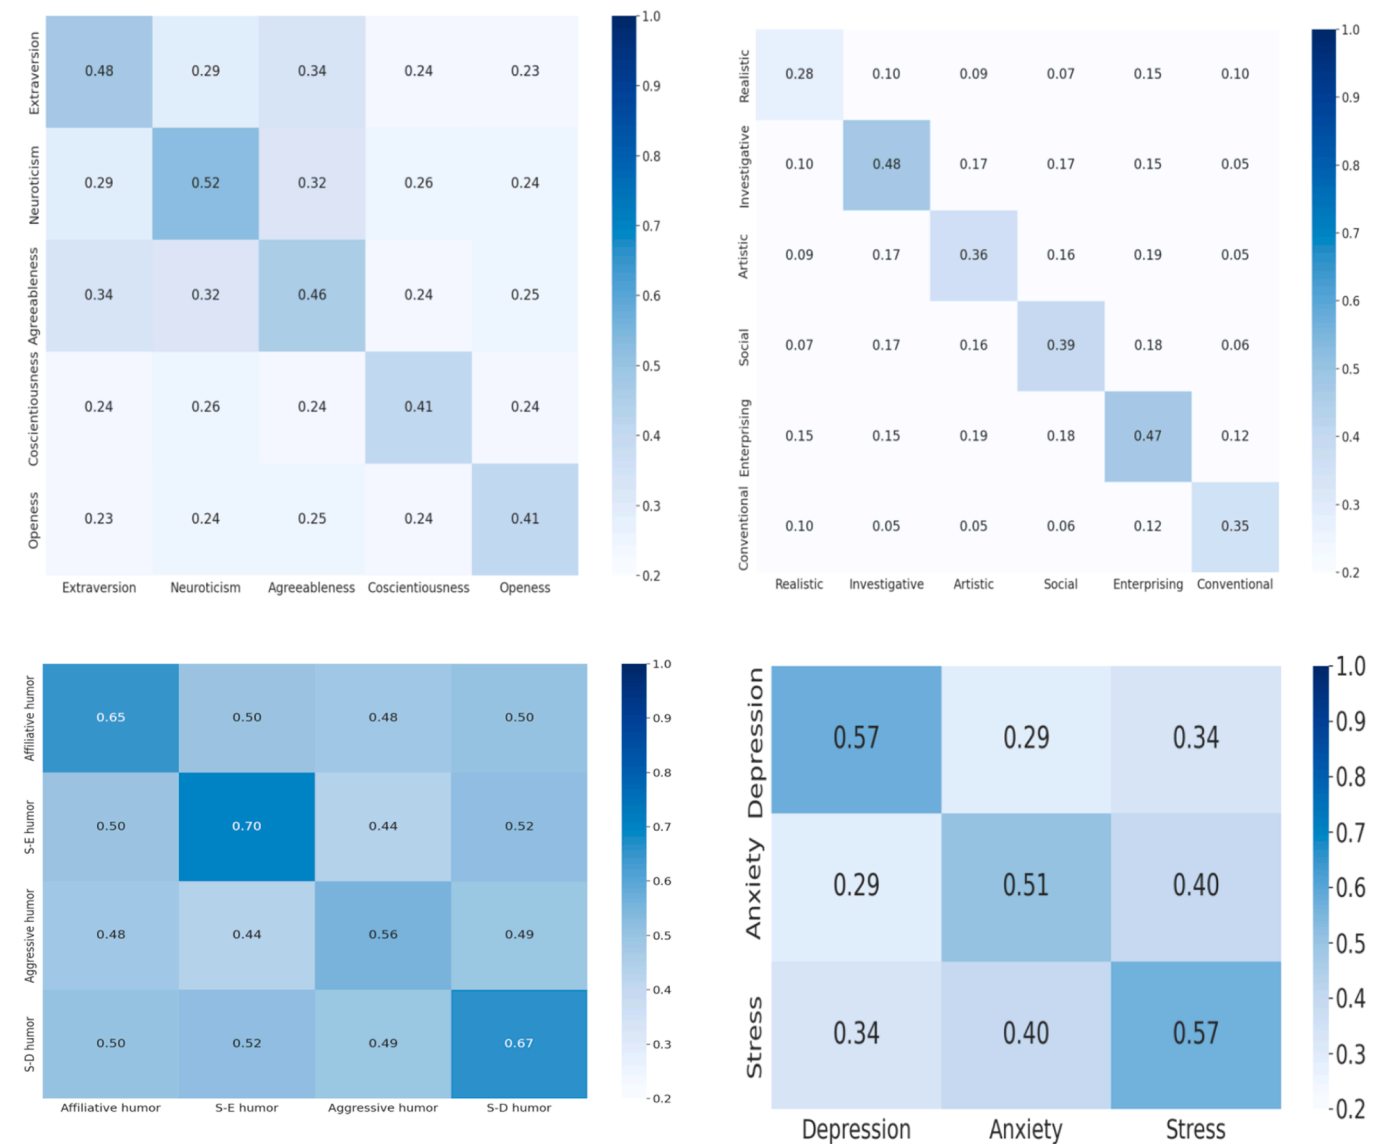 Extraversion 0.48 0.29 0.34 0.24 0.23
Neuroticism 0.29 0.52 0.32 0.26 0.24
Agreeableness 0.34 0.32 0.46 0.24 0.25
Coscientiousness 0.24 0.26 0.24 0.41 0.24
Openess 0.23 0.24 0.25 0.24 0.41
Extraversion Neuroticism Agreeableness Coscientiousness Openess
1.0
0.9
0.8
0.7
0.6
0.5
0.4
0.3
0.2
Realistic 0.28 0.10 0.09 0.07 0.15 0.10
Investigative 0.10 0.48 0.17 0.17 0.15 0.05
Artistic 0.09 0.17 0.36 0.16 0.19 0.05
Social 0.07 0.17 0.16 0.39 0.18 0.06
Enterprising 0.15 0.15 0.19 0.18 0.47 0.12
Conventional 0.10 0.05 0.05 0.06 0.12 0.35
Realistic Investigative Artistic Social Enterprising Conventional
1.0
0.9
0.8
0.7
0.6
0.5
0.4
0.3
0.2
Affiliative humor 0.65 0.50 0.48 0.50
S-E humor 0.50 0.70 0.44 0.52
Aggressive humor 0.48 0.44 0.56 0.49
S-D humor 0.50 0.52 0.49 0.67
Affiliative humor S-E humor Aggressive humor S-D humor
1.0
0.9
0.8
0.7
0.6
0.5
0.4
0.3
0.2
Depression 0.57 0.29 0.34
Anxiety 0.29 0.51 0.40
Stress 0.34 0.40 0.57
Depression Anxiety Stress
1.0
0.9
0.8
0.7
0.6
0.5
0.4
0.3
0.2